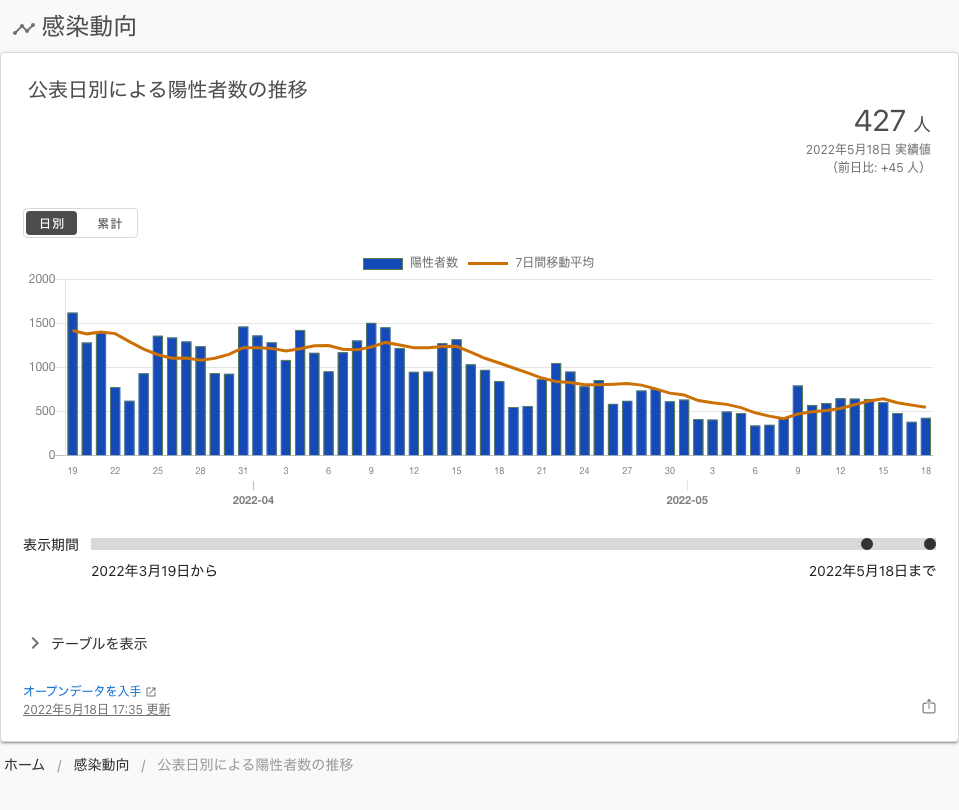 感染動向
公表日別による陽性者数の推移
427 人
2022年5月18日 実績値
（前日比: +45 人）
日別 累計
陽性者数 7日間移動平均
2000
1500
1000
500
0
19 22 25 28 31 3 6 9 12 15 18 21 24 27 30 3 6 9 12 15 18
2022-04 2022-05
表示期間
2022年3月19日から 2022年5月18日まで
テーブルを表示
オープンデータを入手
2022年5月18日 17:35 更新
ホーム / 感染動向 / 公表日別による陽性者数の推移